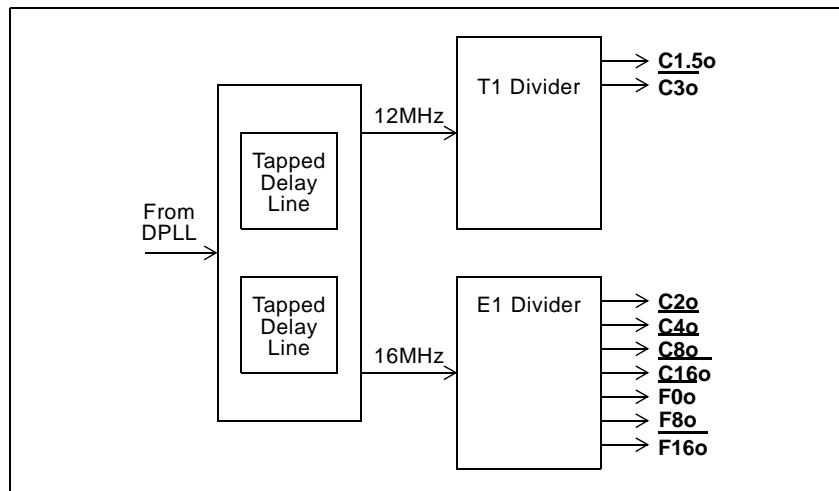 C1.5o
C3o
T1 Divider
12MHz
Tapped
Delay
Line
From
DPLL
Tapped
Delay
Line
16MHz
E1 Divider
C2o
C4o
C8o
C16o
F0o
F8o
F16o